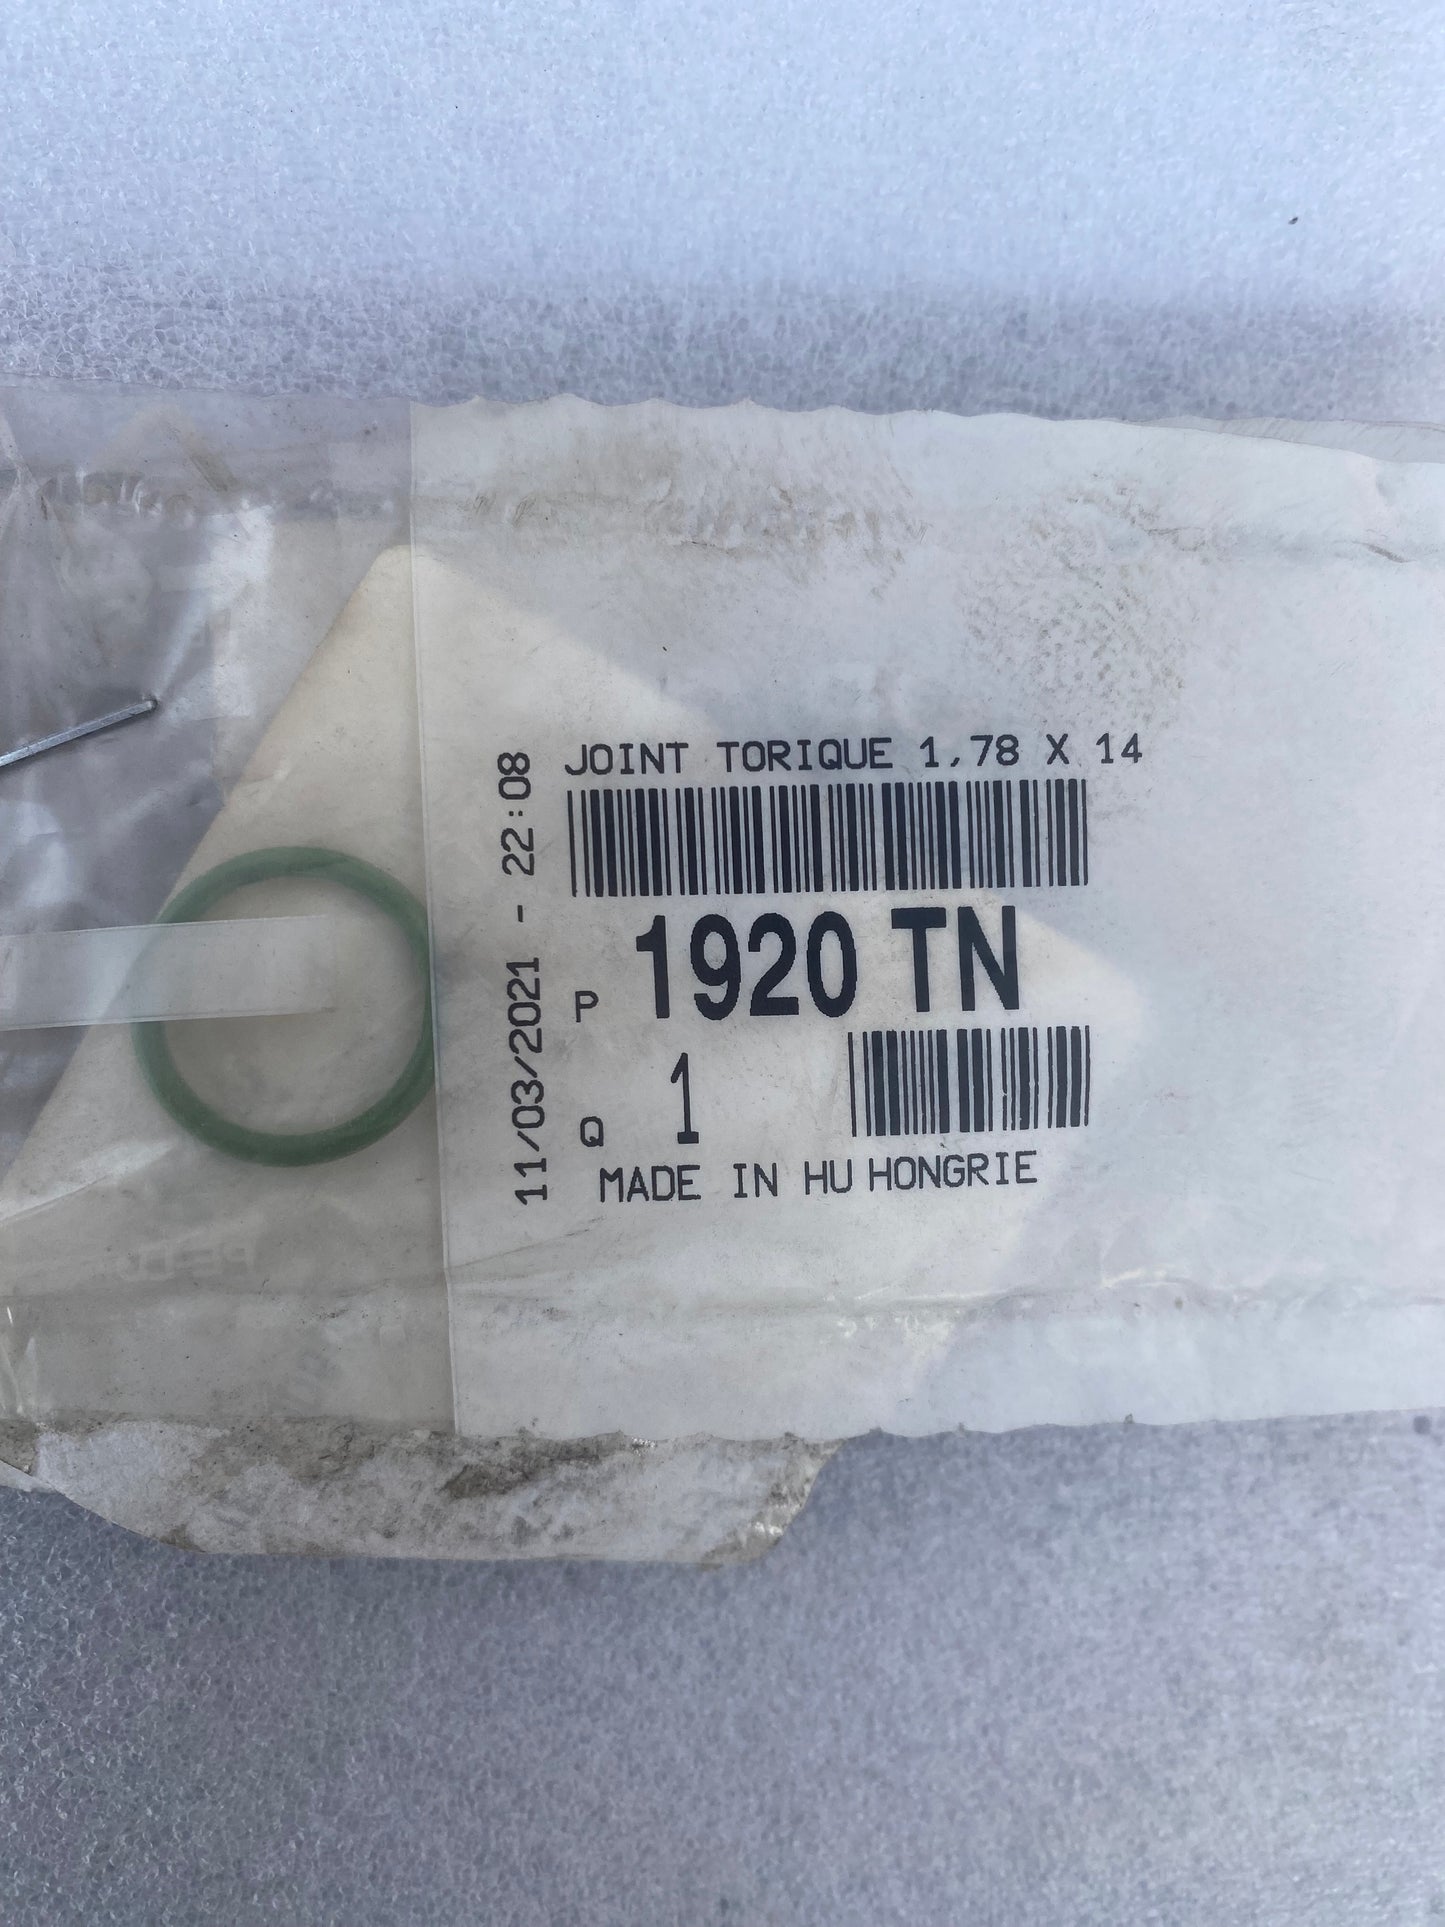 JOINT TORIQUE 1,78 X 14
11/03/2021 - 22:08
P 1920 TN
Q 1
MADE IN HU HONGRIE